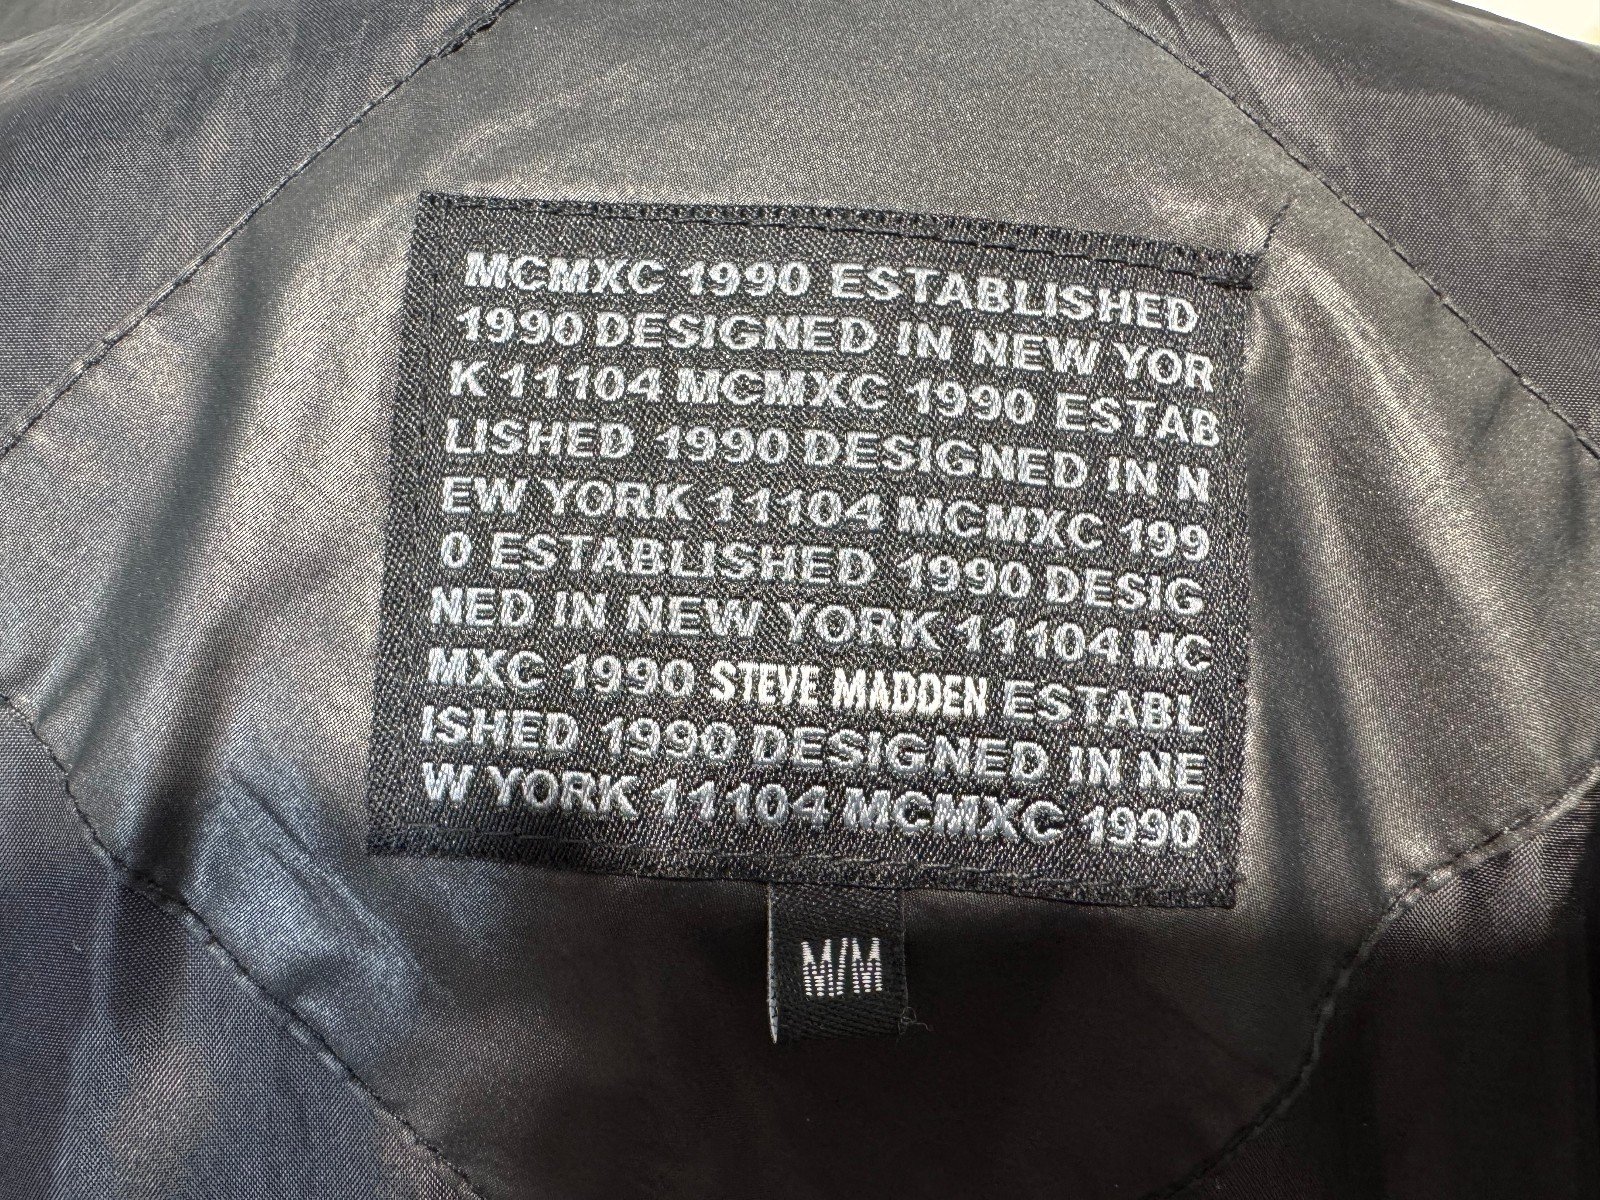 MCMXC 1990 ESTABLISHED
1990 DESIGNED IN NEW YOR
K 11104 MCMXC 1990 ESTAB
LISHED 1990 DESIGNED IN N
EW YORK 11104 MCMXC 199
0 ESTABLISHED 1990 DESIG
NED IN NEW YORK 11104 MC
MXC 1990 STEVE MADDEN ESTABL
ISHED 1990 DESIGNED IN NE
W YORK 11104 MCMXC 1990
M/M